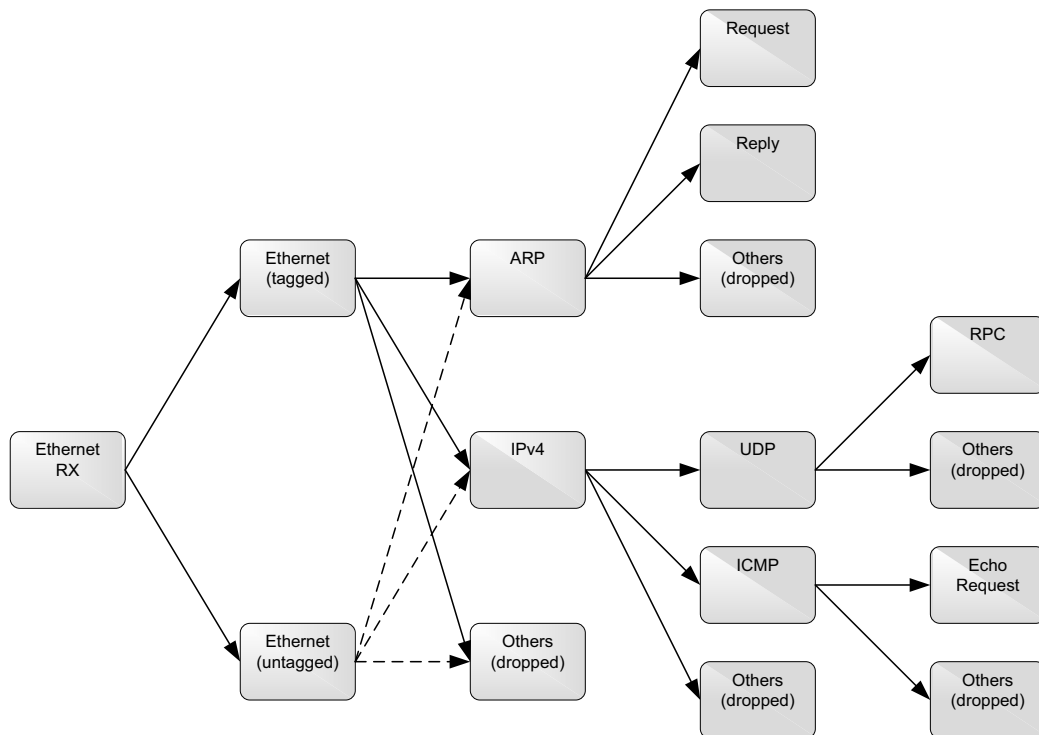 Request
Reply
Ethernet
(tagged)
ARP
Others
(dropped)
RPC
Ethernet
RX
IPv4
UDP
Others
(dropped)
ICMP
Echo
Request
Ethernet
(untagged)
Others
(dropped)
Others
(dropped)
Others
(dropped)